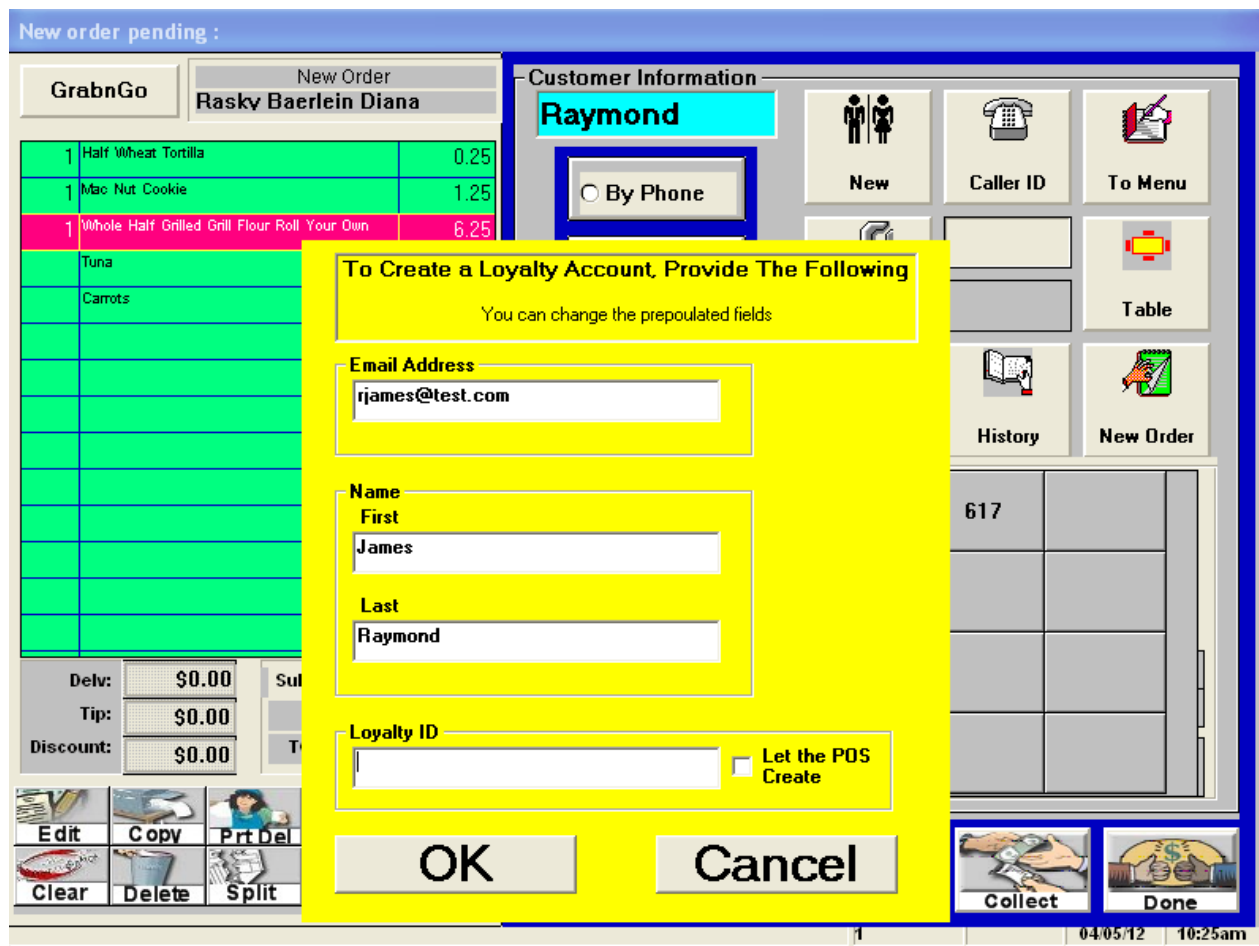 New order pending :
GrabnGo
New Order
Rasky Baerlein Diana
1 Half Wheat Tortilla 0.25
1 Mac Nut Cookie 1.25
1 Whole Half Grilled Grill Flour Roll Your Own 6.25
Tuna
Carrots
Delv: $0.00
Tip: $0.00
Discount: $0.00
Edit
Copy
Prt Del
Clear
Delete
Split
Customer Information
Raymond
By Phone
New
Caller ID
To Menu
Table
History
New Order
617
To Create a Loyalty Account, Provide The Following
You can change the prepoulated fields
Email Address
rjames@test.com
Name
First
James
Last
Raymond
Loyalty ID
Let the POS
Create
OK
Cancel
Collect
Done
1
04/05/12
10:25am